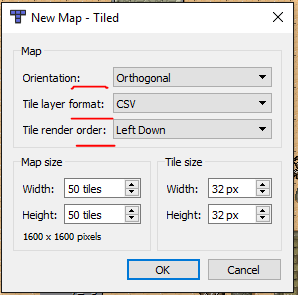 New Map - Tiled
Map
Orientation: Orthogonal
Tile layer format: CSV
Tile render order: Left Down
Map size
Width: 50 tiles
Height: 50 tiles
1600 x 1600 pixels
Tile size
Width: 32 px
Height: 32 px
OK
Cancel